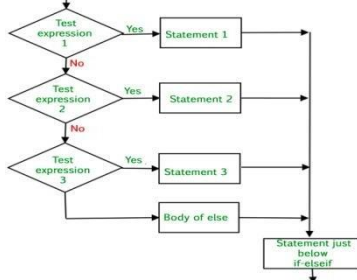 Test
expression
1
Yes
Statement 1
No
Test
expression
2
Yes
Statement 2
No
Test
expression
3
Yes
Statement 3
Body of else
Statement just
below
if-elseif